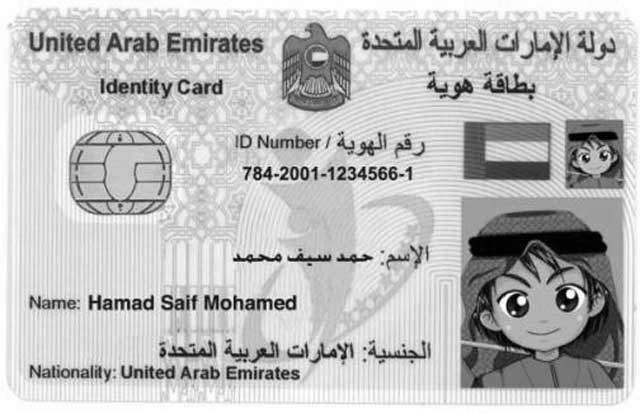 United Arab Emirates دولة الإمارات العربية المتحدة
Identity Card بطاقة هوية
ID Number / رقم الهوية
784-2001-1234566-1
الإسم: حمد سيف محمد
Name: Hamad Saif Mohamed
الجنسية: الإمارات العربية المتحدة
Nationality: United Arab Emirates